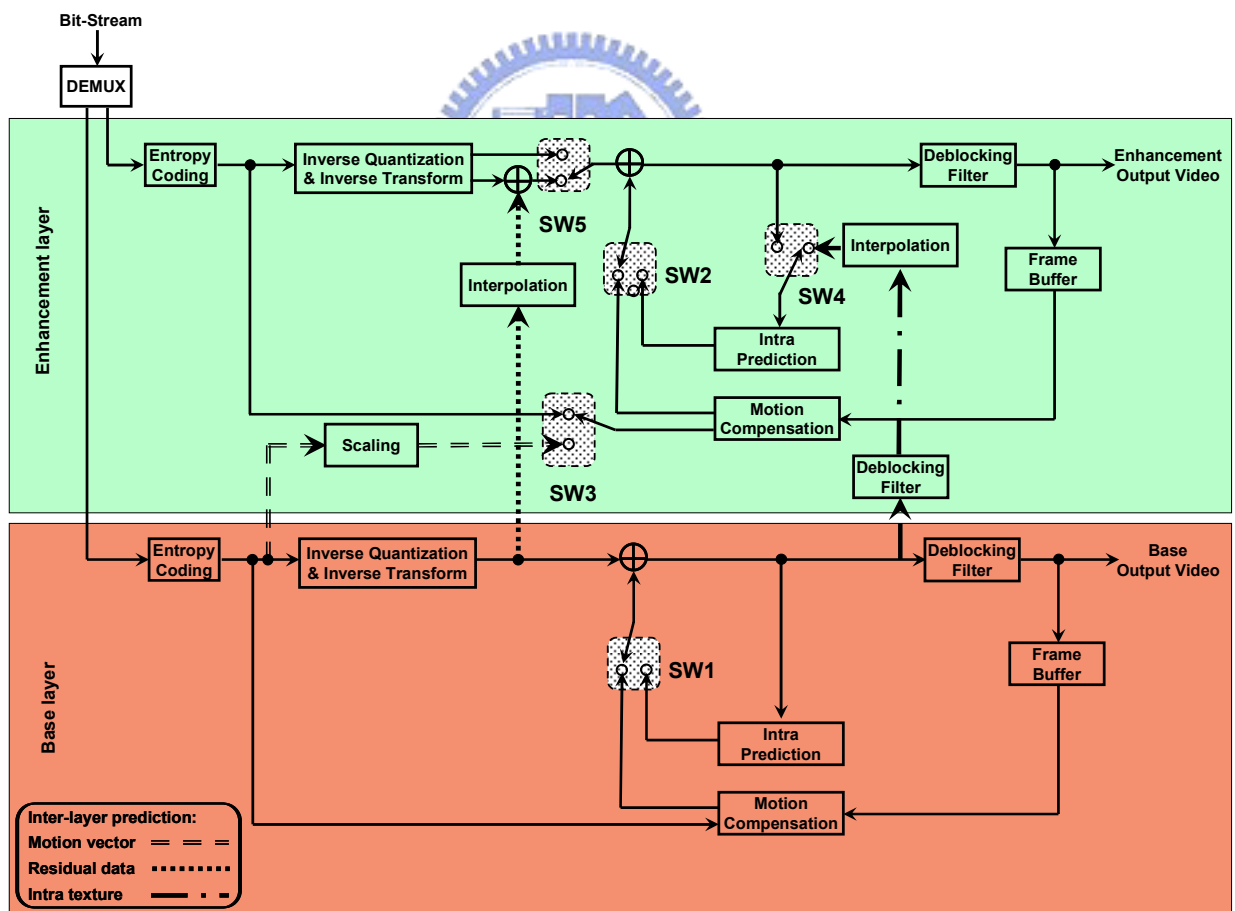 Bit-Stream
DEMUX
Enhancement layer
Entropy
Coding
Inverse Quantization
& Inverse Transform
SW5
Deblocking
Filter
Enhancement
Output Video
Interpolation
SW2
SW4
Interpolation
Frame
Buffer
Intra
Prediction
Scaling
SW3
Motion
Compensation
Deblocking
Filter
Base layer
Entropy
Coding
Inverse Quantization
& Inverse Transform
Deblocking
Filter
Base
Output Video
SW1
Frame
Buffer
Intra
Prediction
Motion
Compensation
Inter-layer prediction:
Motion vector
Residual data
Intra texture